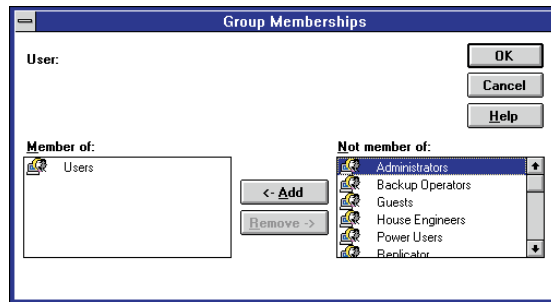 Group Memberships
User:
OK
Cancel
Help
Member of:
Users
<- Add
Remove ->
Not member of:
Administrators
Backup Operators
Guests
House Engineers
Power Users
Replicator